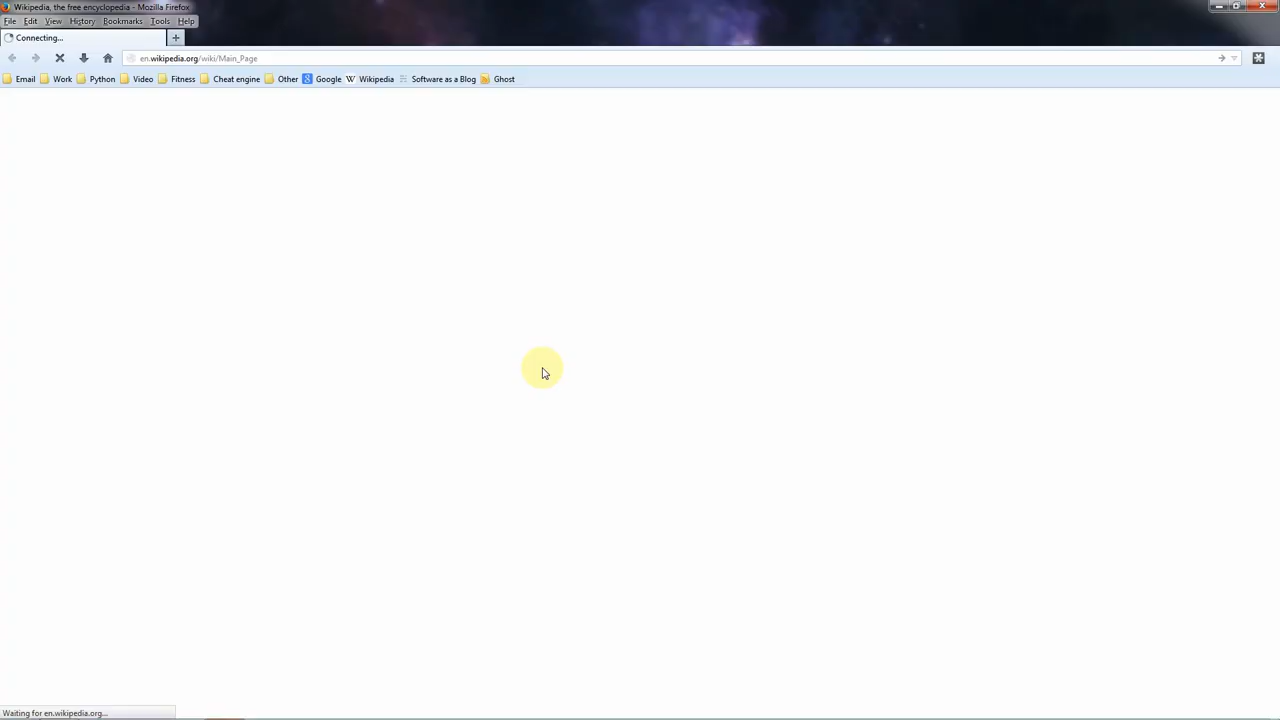 Wikipedia, the free encyclopedia - Mozilla Firefox
File Edit View History Bookmarks Tools Help
Connecting...
en.wikipedia.org/wiki/Main_Page
Email Work Python Video Fitness Cheat engine Other Google Wikipedia Software as a Blog Ghost
Waiting for en.wikipedia.org...